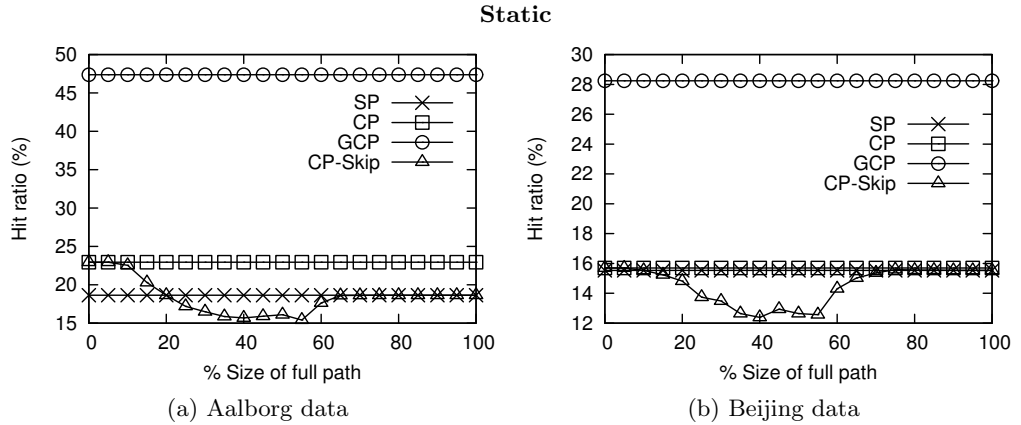 Static
50
45
40
35
30
25
20
15
Hit ratio (%)
SP
CP
GCP
CP-Skip
0 20 40 60 80 100
% Size of full path
(a) Aalborg data
30
28
26
24
22
20
18
16
14
12
Hit ratio (%)
SP
CP
GCP
CP-Skip
0 20 40 60 80 100
% Size of full path
(b) Beijing data